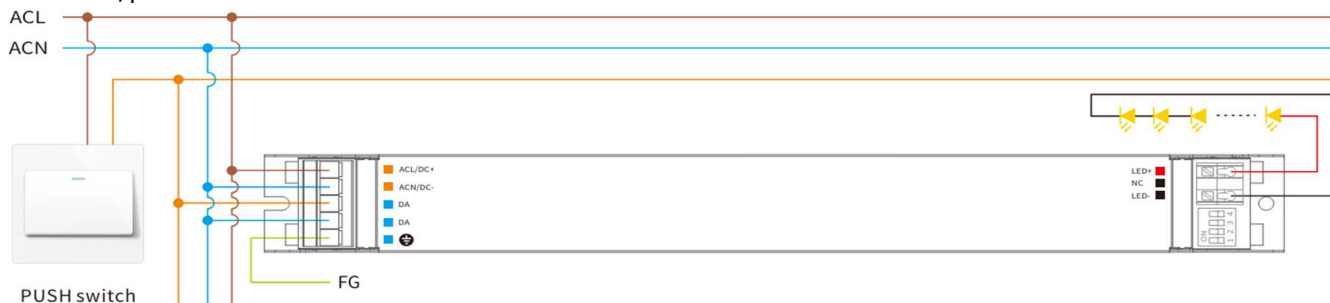 ACL
ACN
PUSH switch
ACL/DC+
ACN/DC-
DA
DA
FG
LED+
NC
LED-
ON
1 2 3 4